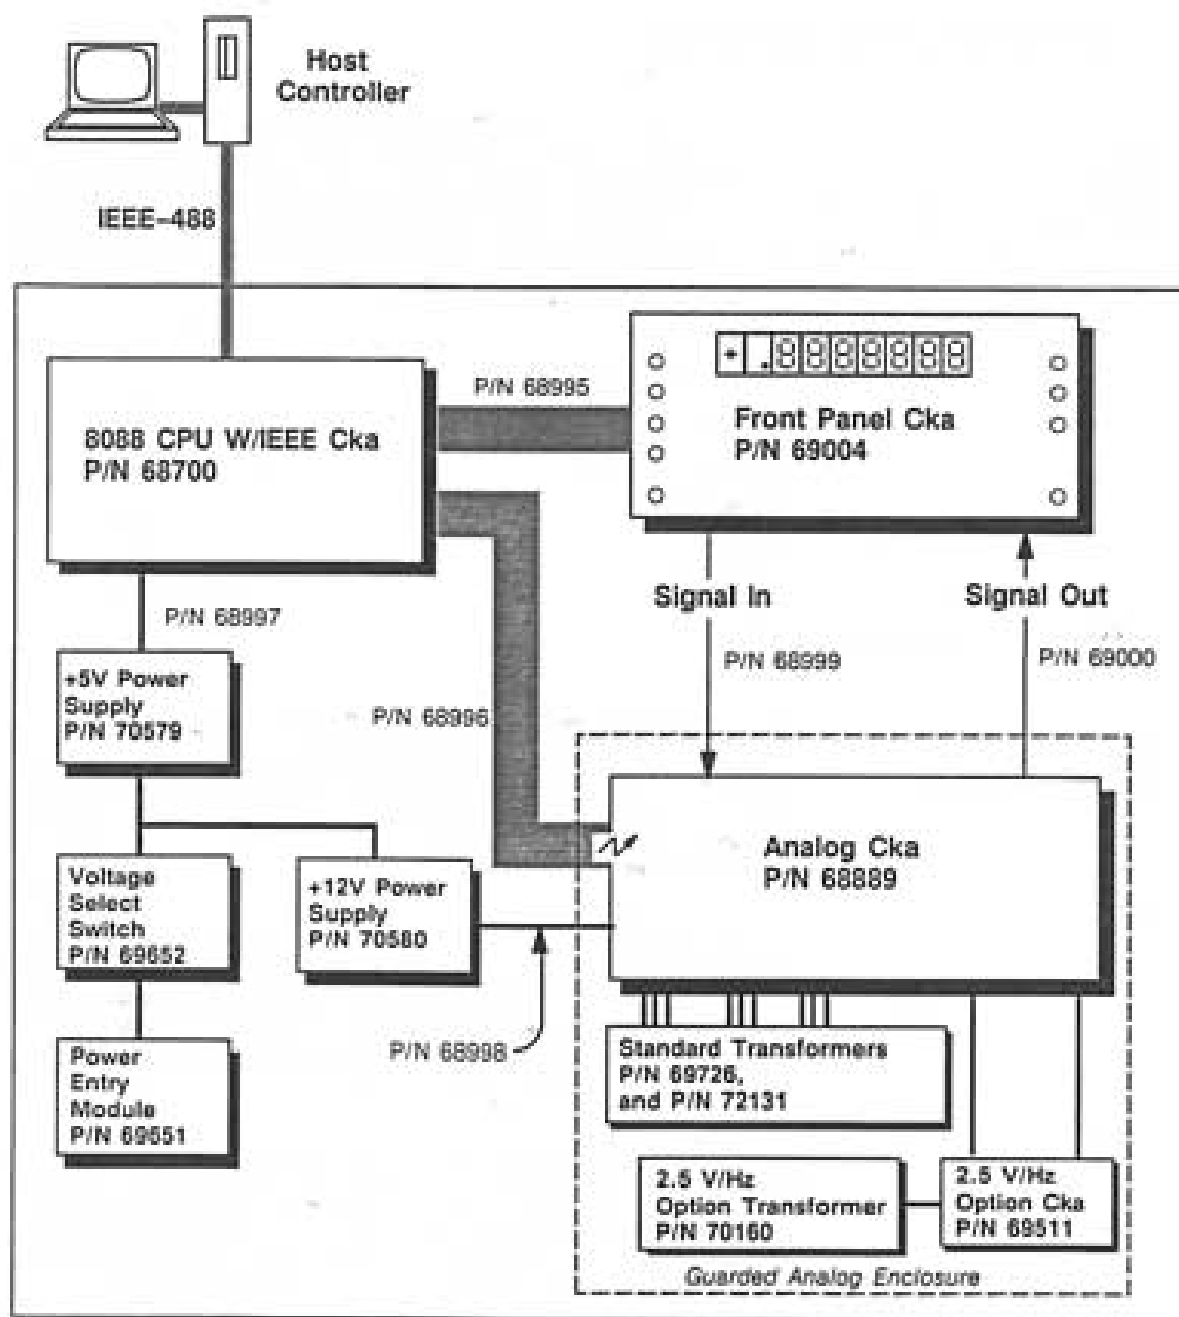 Host
Controller
IEEE-488
8088 CPU W/IEEE Cka
P/N 68700
P/N 68995
+ .8888888
Front Panel Cka
P/N 69004
P/N 68997
Signal In
Signal Out
P/N 68999
P/N 69000
+5V Power
Supply
P/N 70579
P/N 68996
Voltage
Select
Switch
P/N 69652
+12V Power
Supply
P/N 70580
Analog Cka
P/N 68889
P/N 68998
Power
Entry
Module
P/N 69651
Standard Transformers
P/N 69726,
and P/N 72131
2.5 V/Hz
Option Transformer
P/N 70160
2.5 V/Hz
Option Cka
P/N 69511
Guarded Analog Enclosure